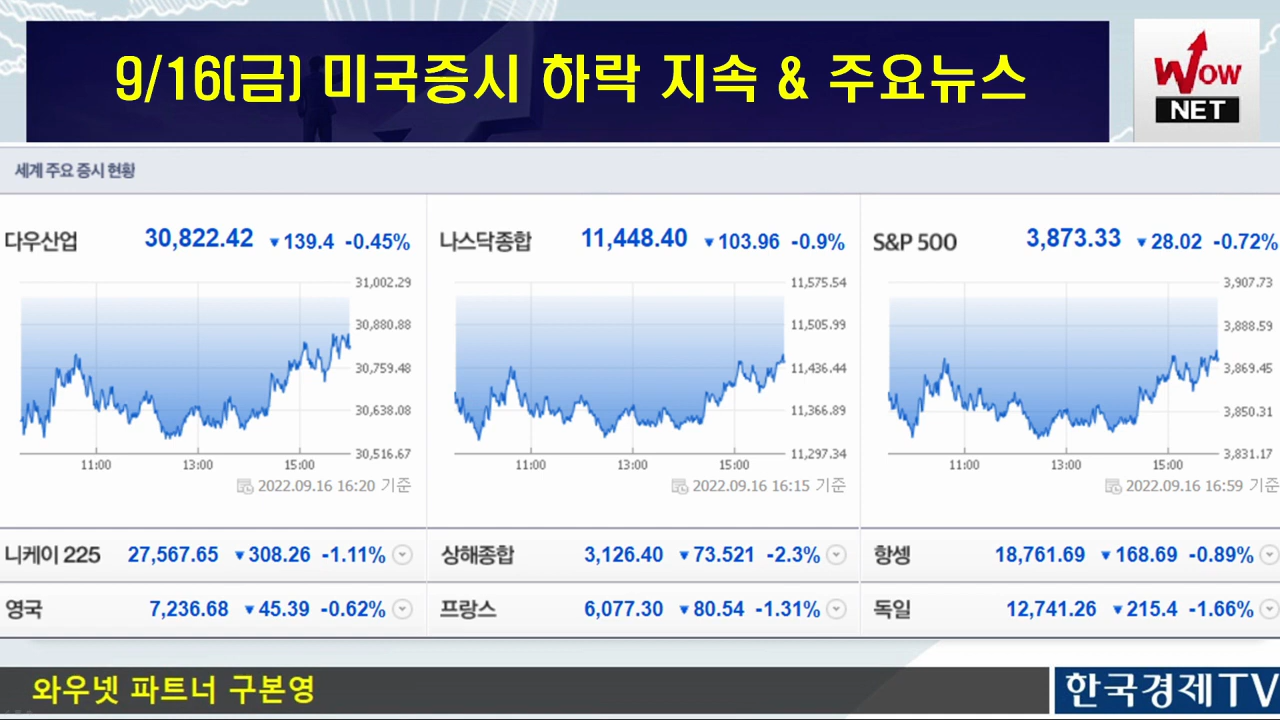 9/16(금) 미국증시 하락 지속 & 주요뉴스
WOW
NET
세계 주요 증시 현황
다우산업 30,822.42 ▼139.4 -0.45%
31,002.29
30,880.88
30,759.48
30,638.08
30,516.67
11:00 13:00 15:00
2022.09.16 16:20 기준
나스닥종합 11,448.40 ▼103.96 -0.9%
11,575.54
11,505.99
11,436.44
11,366.89
11,297.34
11:00 13:00 15:00
2022.09.16 16:15 기준
S&P 500 3,873.33 ▼28.02 -0.72%
3,907.73
3,888.59
3,869.45
3,850.31
3,831.17
11:00 13:00 15:00
2022.09.16 16:59 기준
니케이 225 27,567.65 ▼308.26 -1.11%
상해종합 3,126.40 ▼73.521 -2.3%
항셍 18,761.69 ▼168.69 -0.89%
영국 7,236.68 ▼45.39 -0.62%
프랑스 6,077.30 ▼80.54 -1.31%
독일 12,741.26 ▼215.4 -1.66%
와우넷 파트너 구본영
한국경제TV